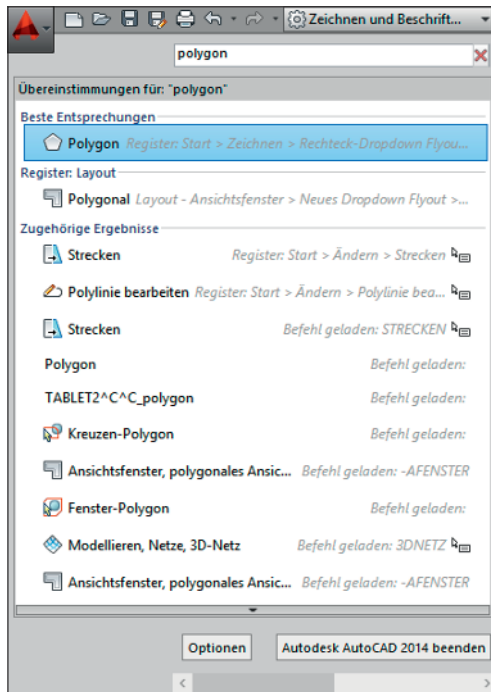 Zeichnen und Beschrift...
polygon
Übereinstimmungen für: "polygon"
Beste Entsprechungen
Polygon Register: Start > Zeichnen > Rechteck-Dropdown Flyou...
Register: Layout
Polygonal Layout - Ansichtsfenster > Neues Dropdown Flyout >...
Zugehörige Ergebnisse
Strecken Register: Start > Ändern > Strecken
Polylinie bearbeiten Register: Start > Ändern > Polylinie bea...
Strecken Befehl geladen: STRECKEN
Polygon Befehl geladen:
TABLET2^C^C_polygon Befehl geladen:
Kreuzen-Polygon Befehl geladen:
Ansichtsfenster, polygonales Ansic... Befehl geladen: -AFENSTER
Fenster-Polygon Befehl geladen:
Modellieren, Netze, 3D-Netz Befehl geladen: 3DNETZ
Ansichtsfenster, polygonales Ansic... Befehl geladen: -AFENSTER
Optionen Autodesk AutoCAD 2014 beenden